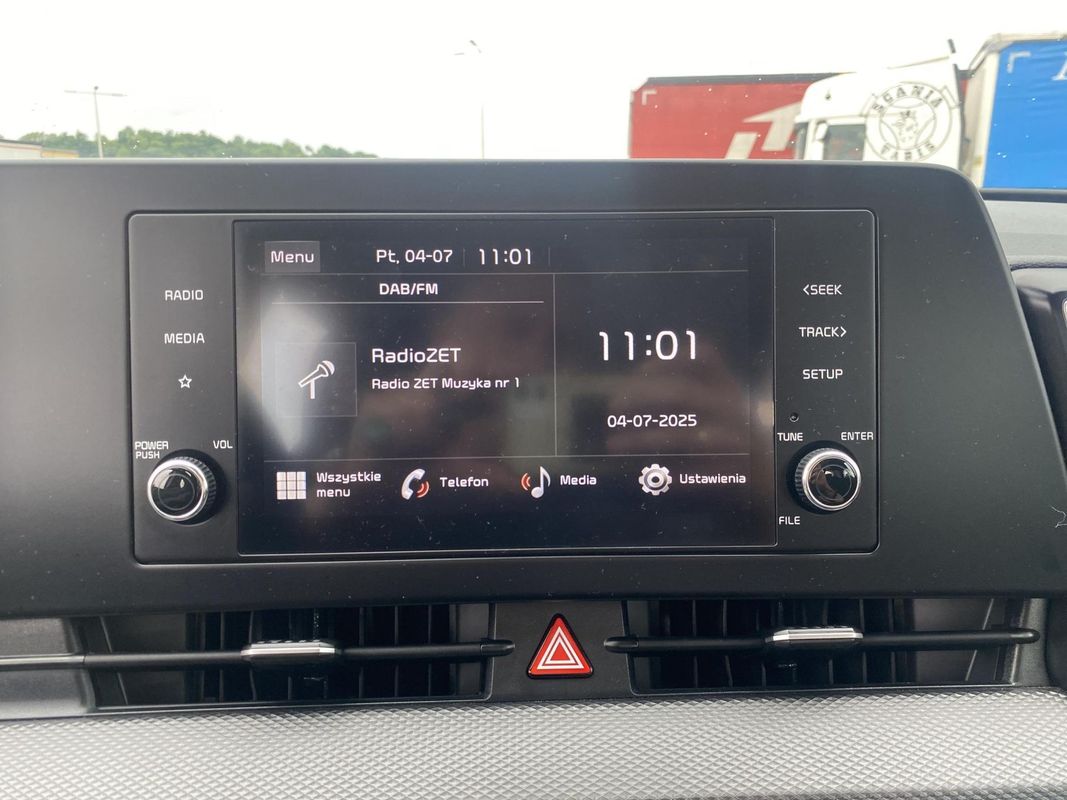 SCANIA
VABIS
Menu
Pt, 04-07
11:01
DAB/FM
RadioZET
Radio ZET Muzyka nr 1
11:01
04-07-2025
Wszystkie
menu
Telefon
Media
Ustawienia
RADIO
MEDIA
POWER
PUSH
VOL
<SEEK
TRACK>
SETUP
TUNE
ENTER
FILE